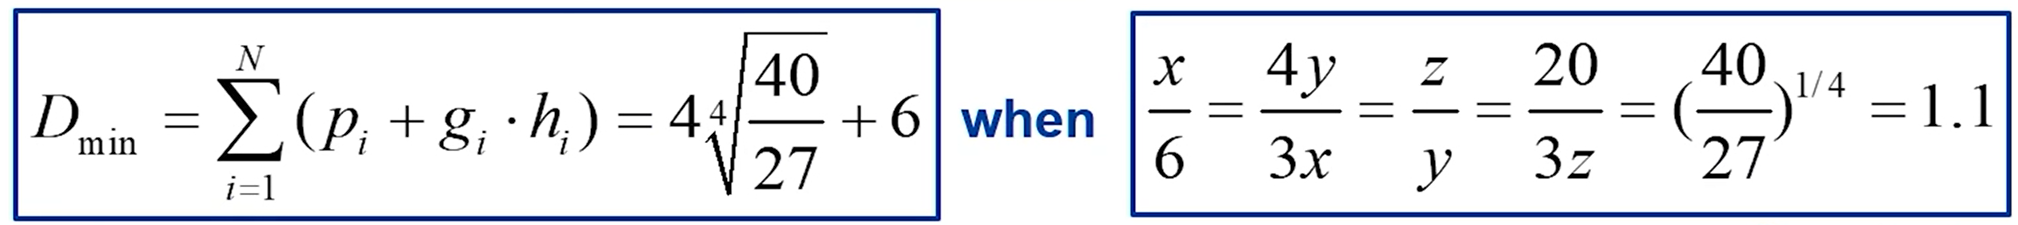 D_min = ∑_{i=1}^{N} (p_i + g_i · h_i) = 4 ∜(40/27) + 6 when x/6 = 4y/3x = z/y = 20/3z = (40/27)^{1/4} = 1.1